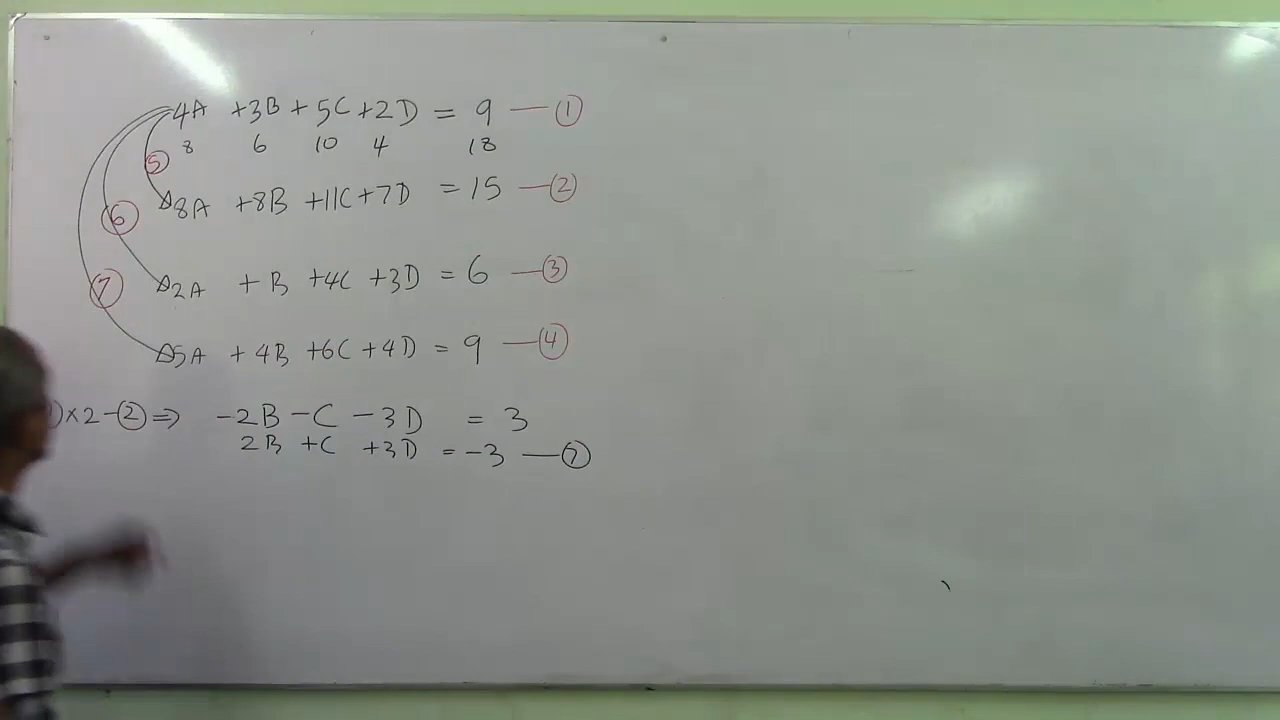 4A +3B + 5C +2D = 9 — ①
8 6 10 4 18
⑤
8A +8B +11C +7D = 15 — ②
⑥
2A + B +4C +3D = 6 — ③
⑦
5A + 4B +6C +4D = 9 — ④
×2 - ② ⇒ -2B - C - 3D = 3
2B +C +3D = -3 — ⑦